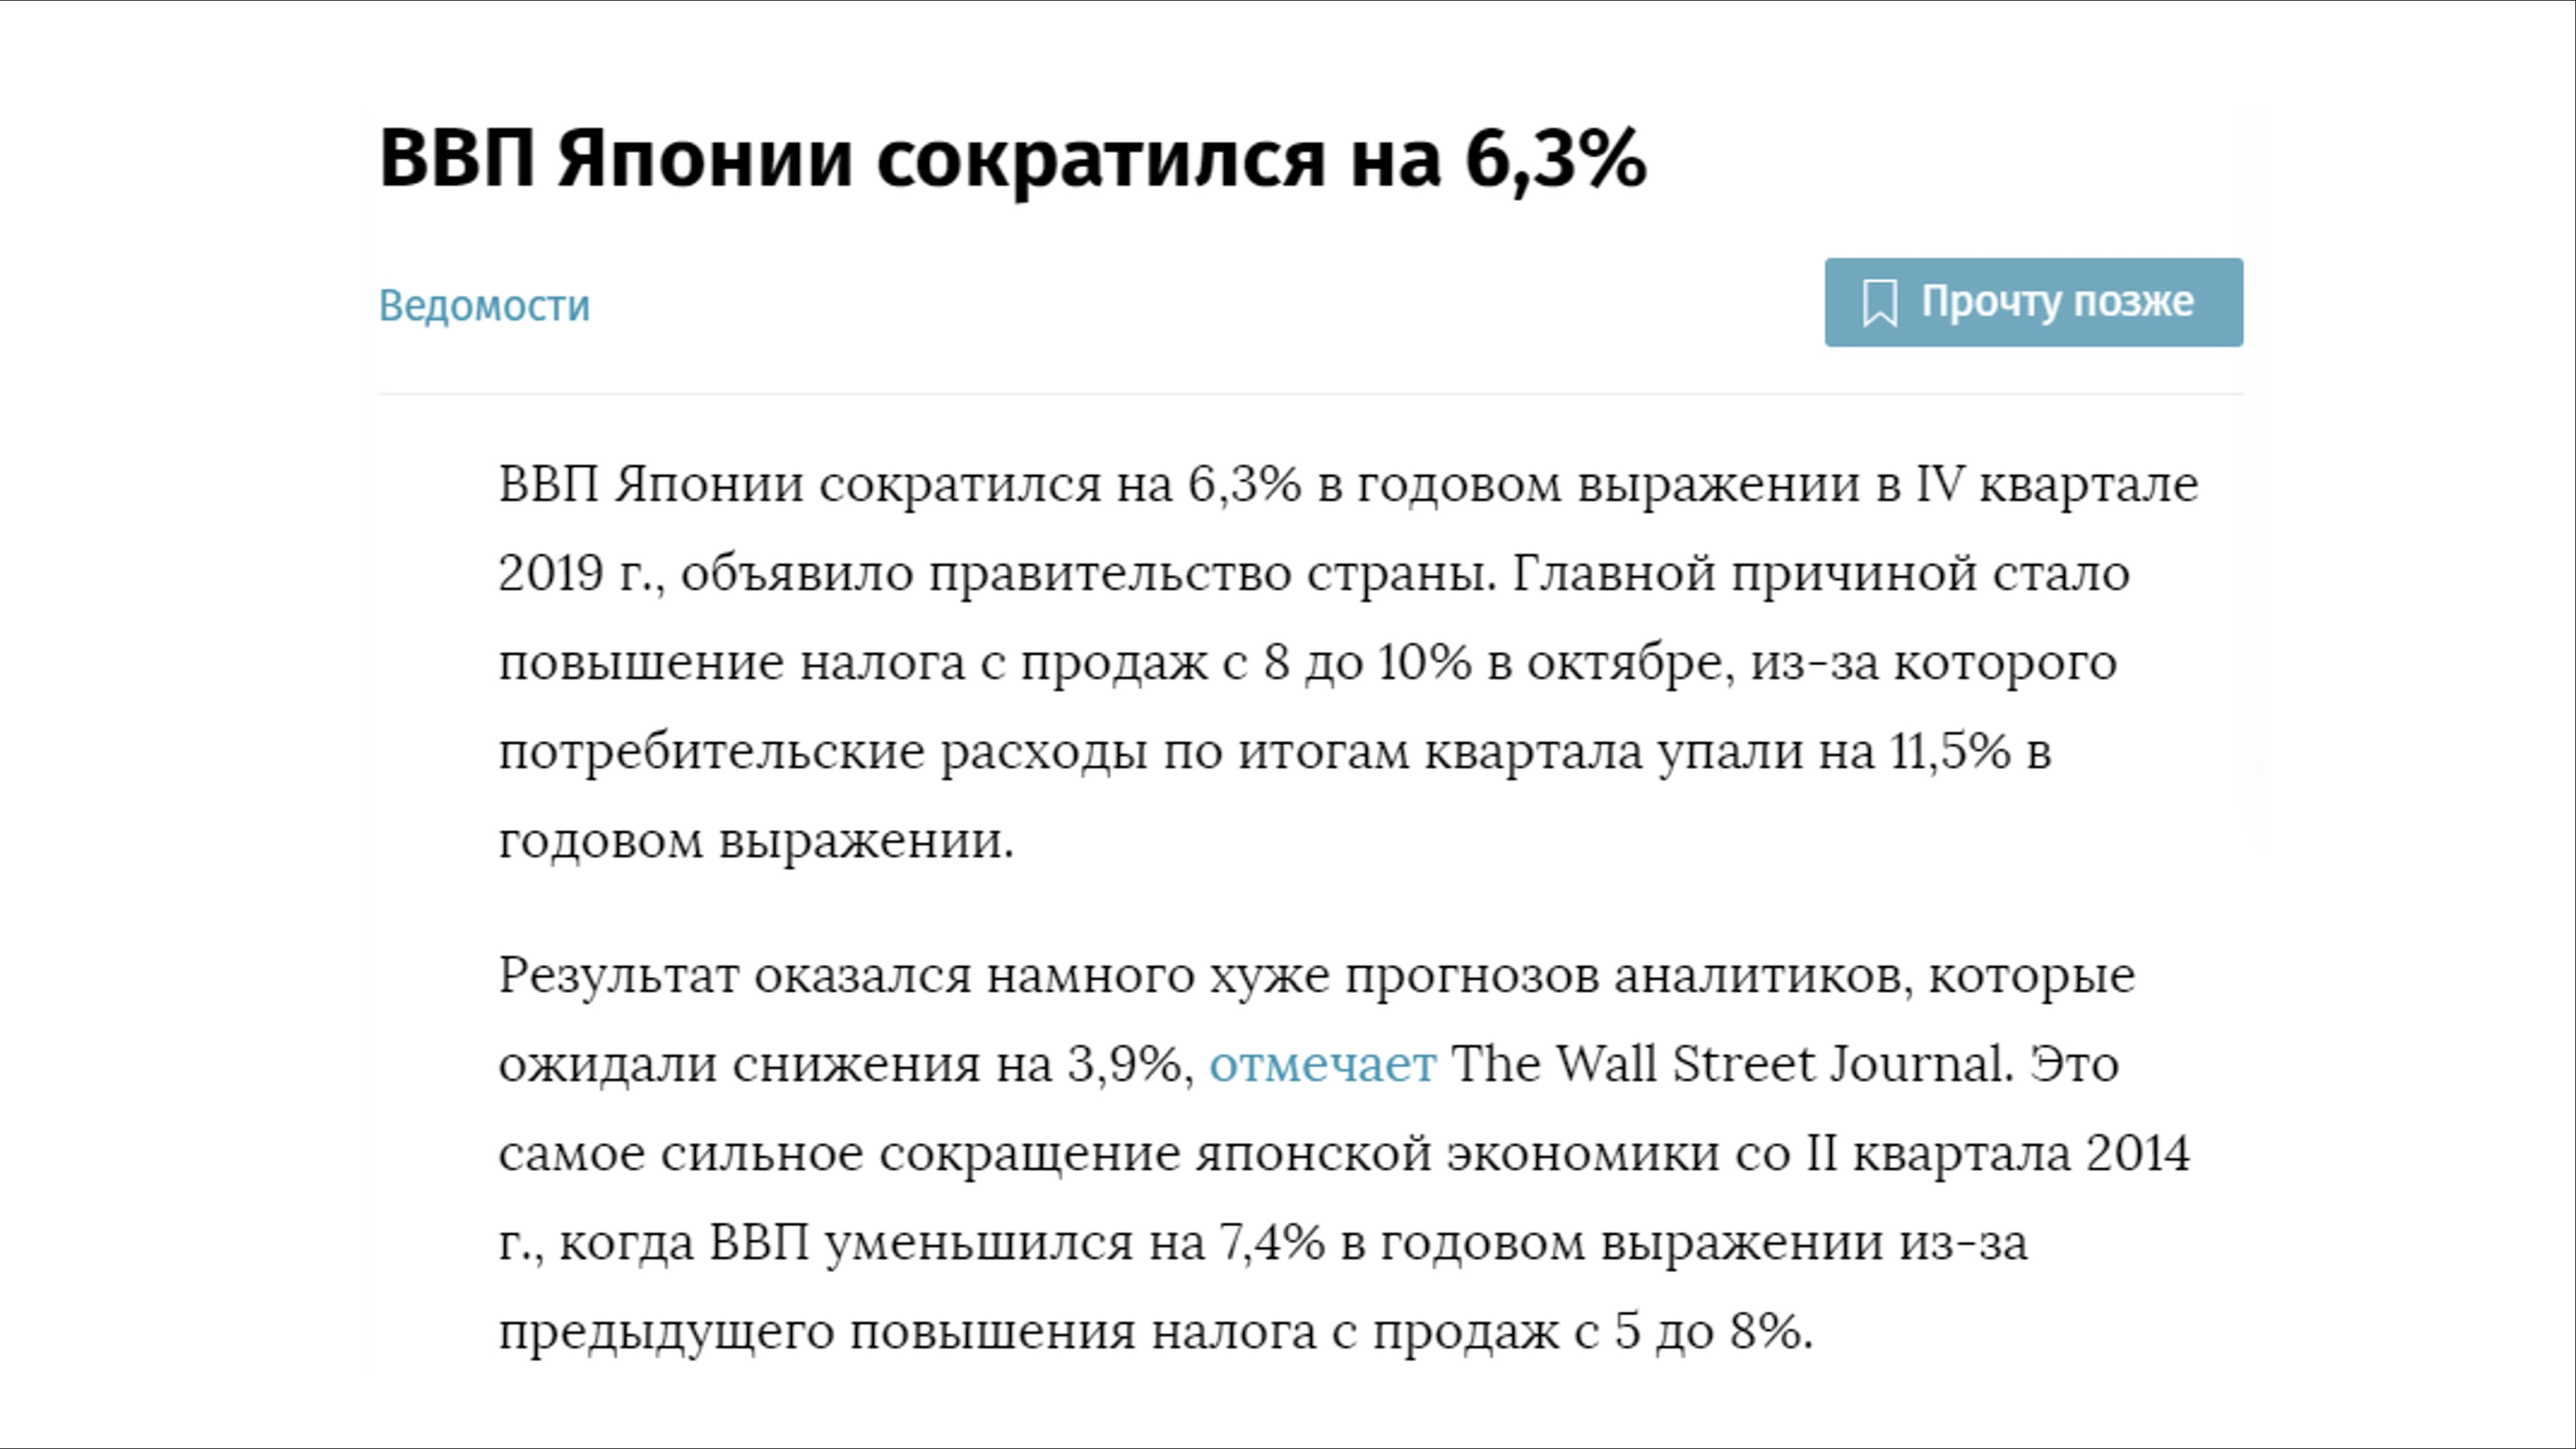 ВВП Японии сократился на 6,3%
Ведомости
Прочту позже
ВВП Японии сократился на 6,3% в годовом выражении в IV квартале
2019 г., объявило правительство страны. Главной причиной стало
повышение налога с продаж с 8 до 10% в октябре, из-за которого
потребительские расходы по итогам квартала упали на 11,5% в
годовом выражении.
Результат оказался намного хуже прогнозов аналитиков, которые
ожидали снижения на 3,9%, отмечает The Wall Street Journal. Это
самое сильное сокращение японской экономики со II квартала 2014
г., когда ВВП уменьшился на 7,4% в годовом выражении из-за
предыдущего повышения налога с продаж с 5 до 8%.